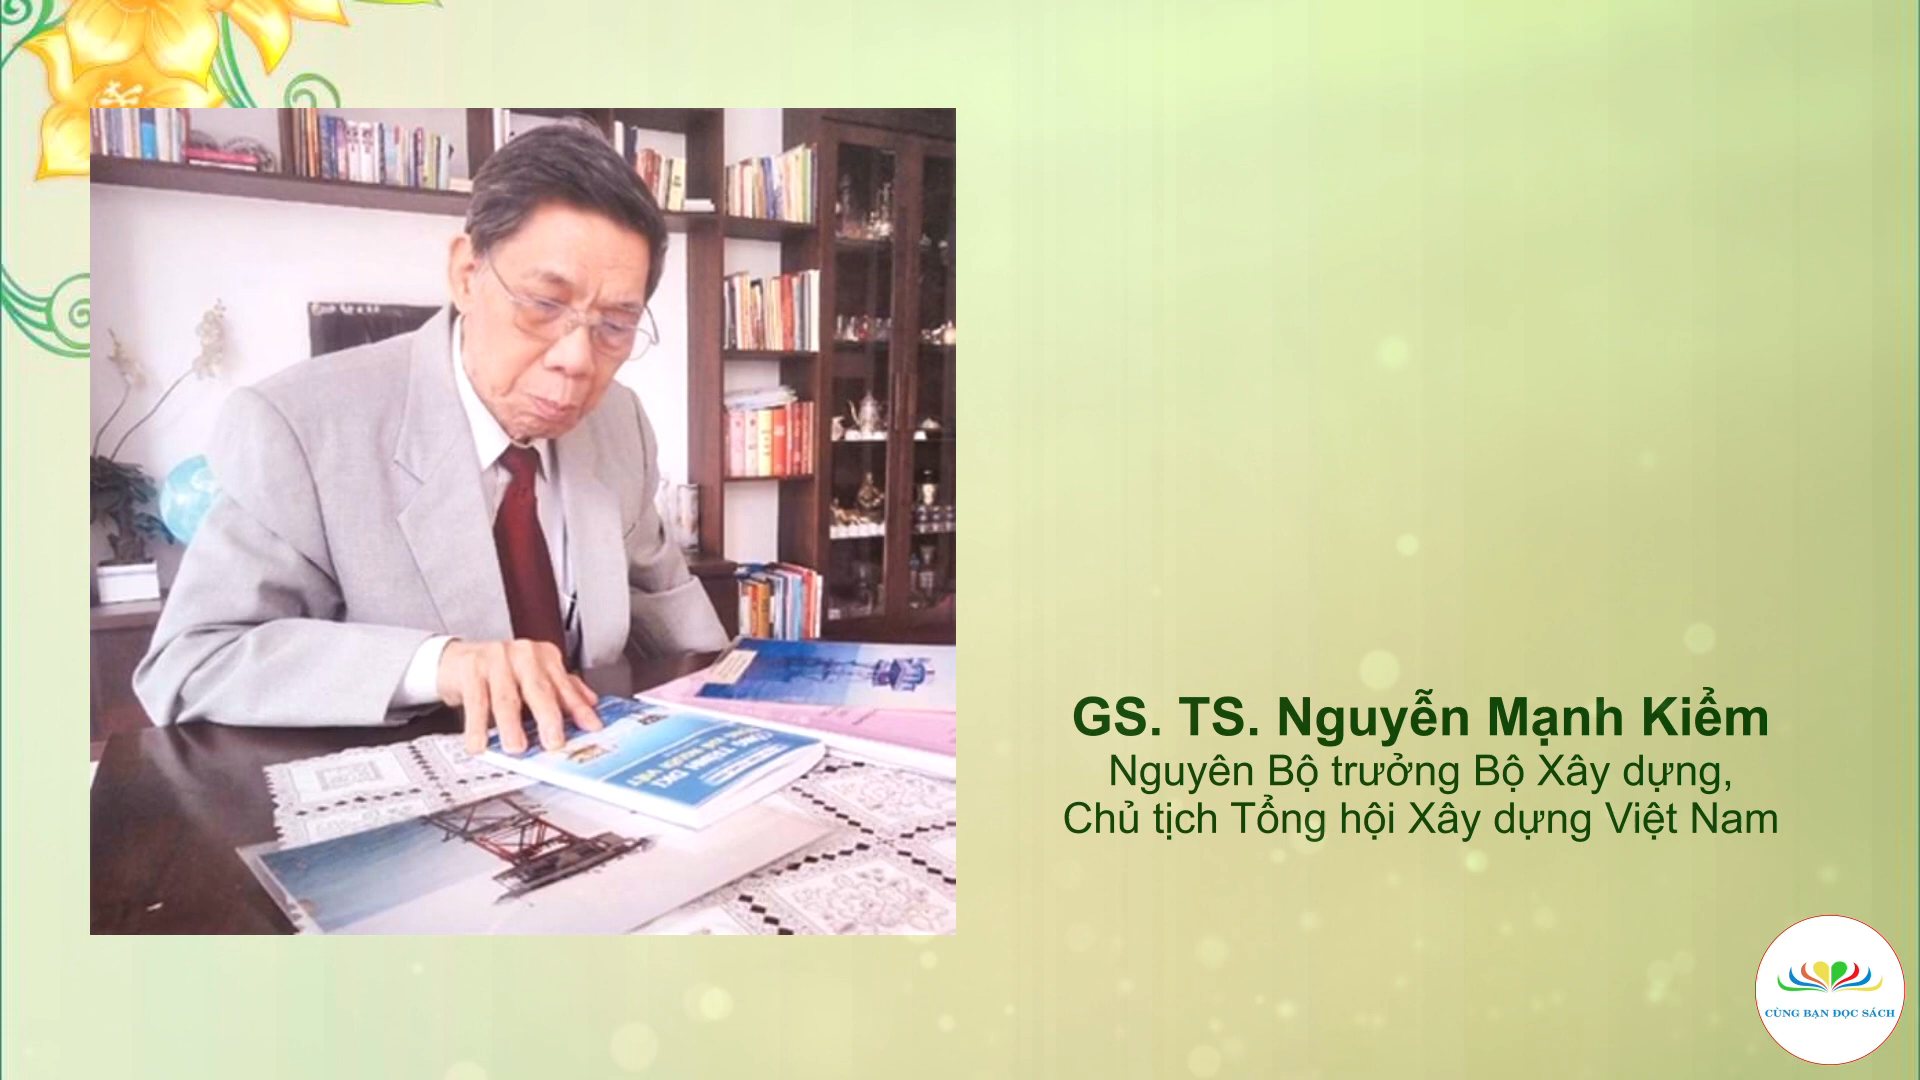 GS. TS. Nguyễn Mạnh Kiểm
Nguyên Bộ trưởng Bộ Xây dựng,
Chủ tịch Tổng hội Xây dựng Việt Nam
CÙNG BẠN ĐỌC SÁCH